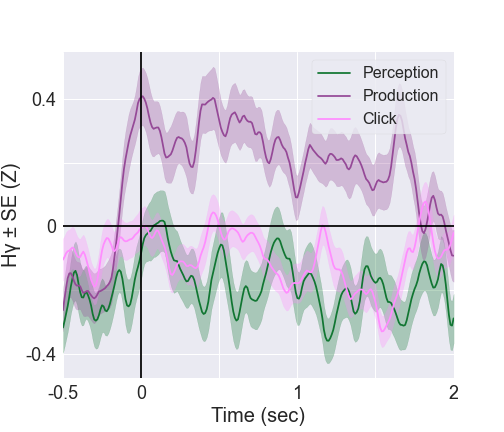 Perception
Production
Click
0.4
0
-0.4
Hγ ± SE (Z)
-0.5 0 1 2
Time (sec)